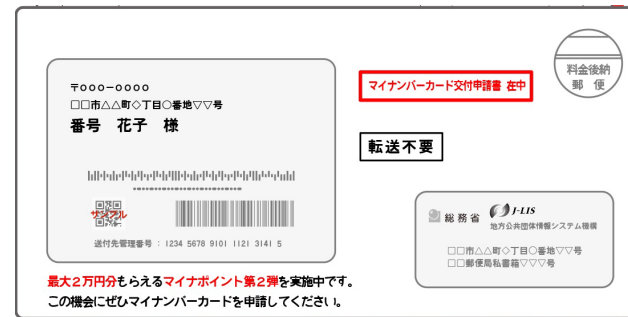 料金後納
郵 便
〒000-0000
□□市△△町◇丁目○番地▽▽号
番号 花子 様
マイナンバーカード交付申請書 在中
転送不要
サンプル
送付先管理番号 : 1234 5678 9101 1121 3141 5
総務省
J-LIS
地方公共団体情報システム機構
□□市△△町◇丁目○番地▽▽号
□□郵便局私書箱▽▽▽号
最大2万円分もらえるマイナポイント第2弾を実施中です。
この機会にぜひマイナンバーカードを申請してください。